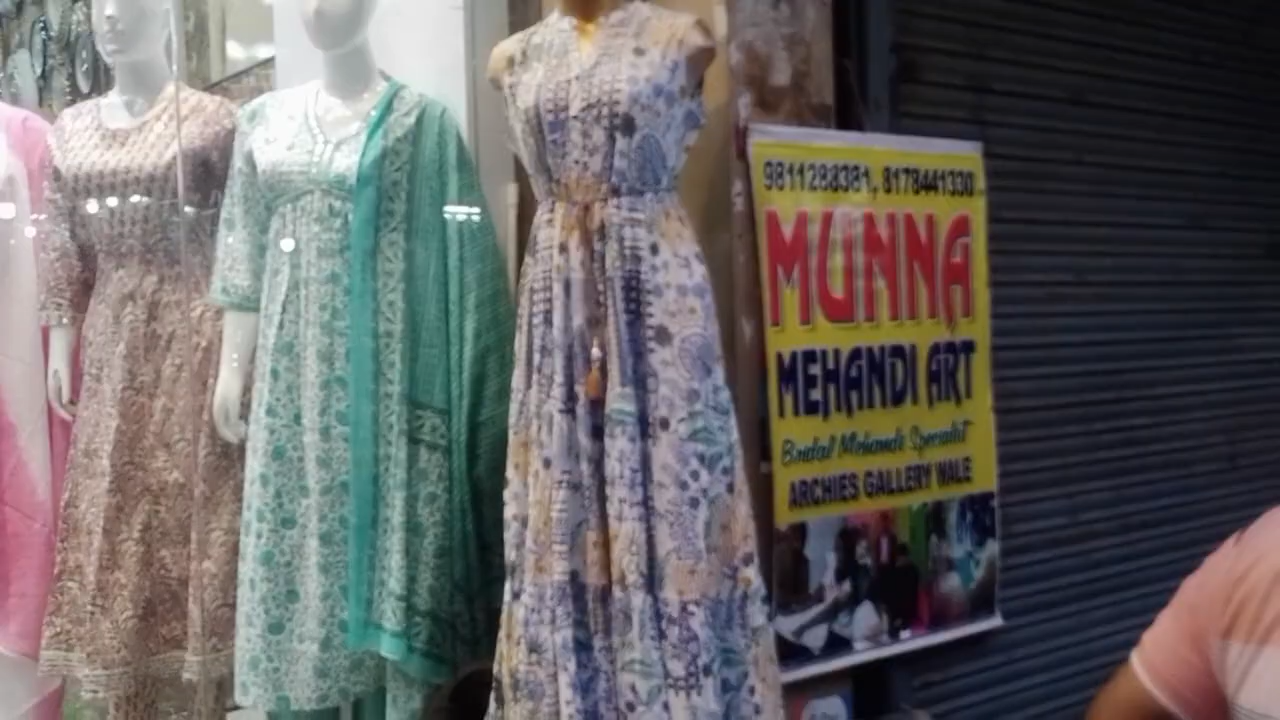 9811288381, 8178441330
MUNNA
MEHANDI ART
Bridal Mehandi Specialist
ARCHIES GALLERY WALE